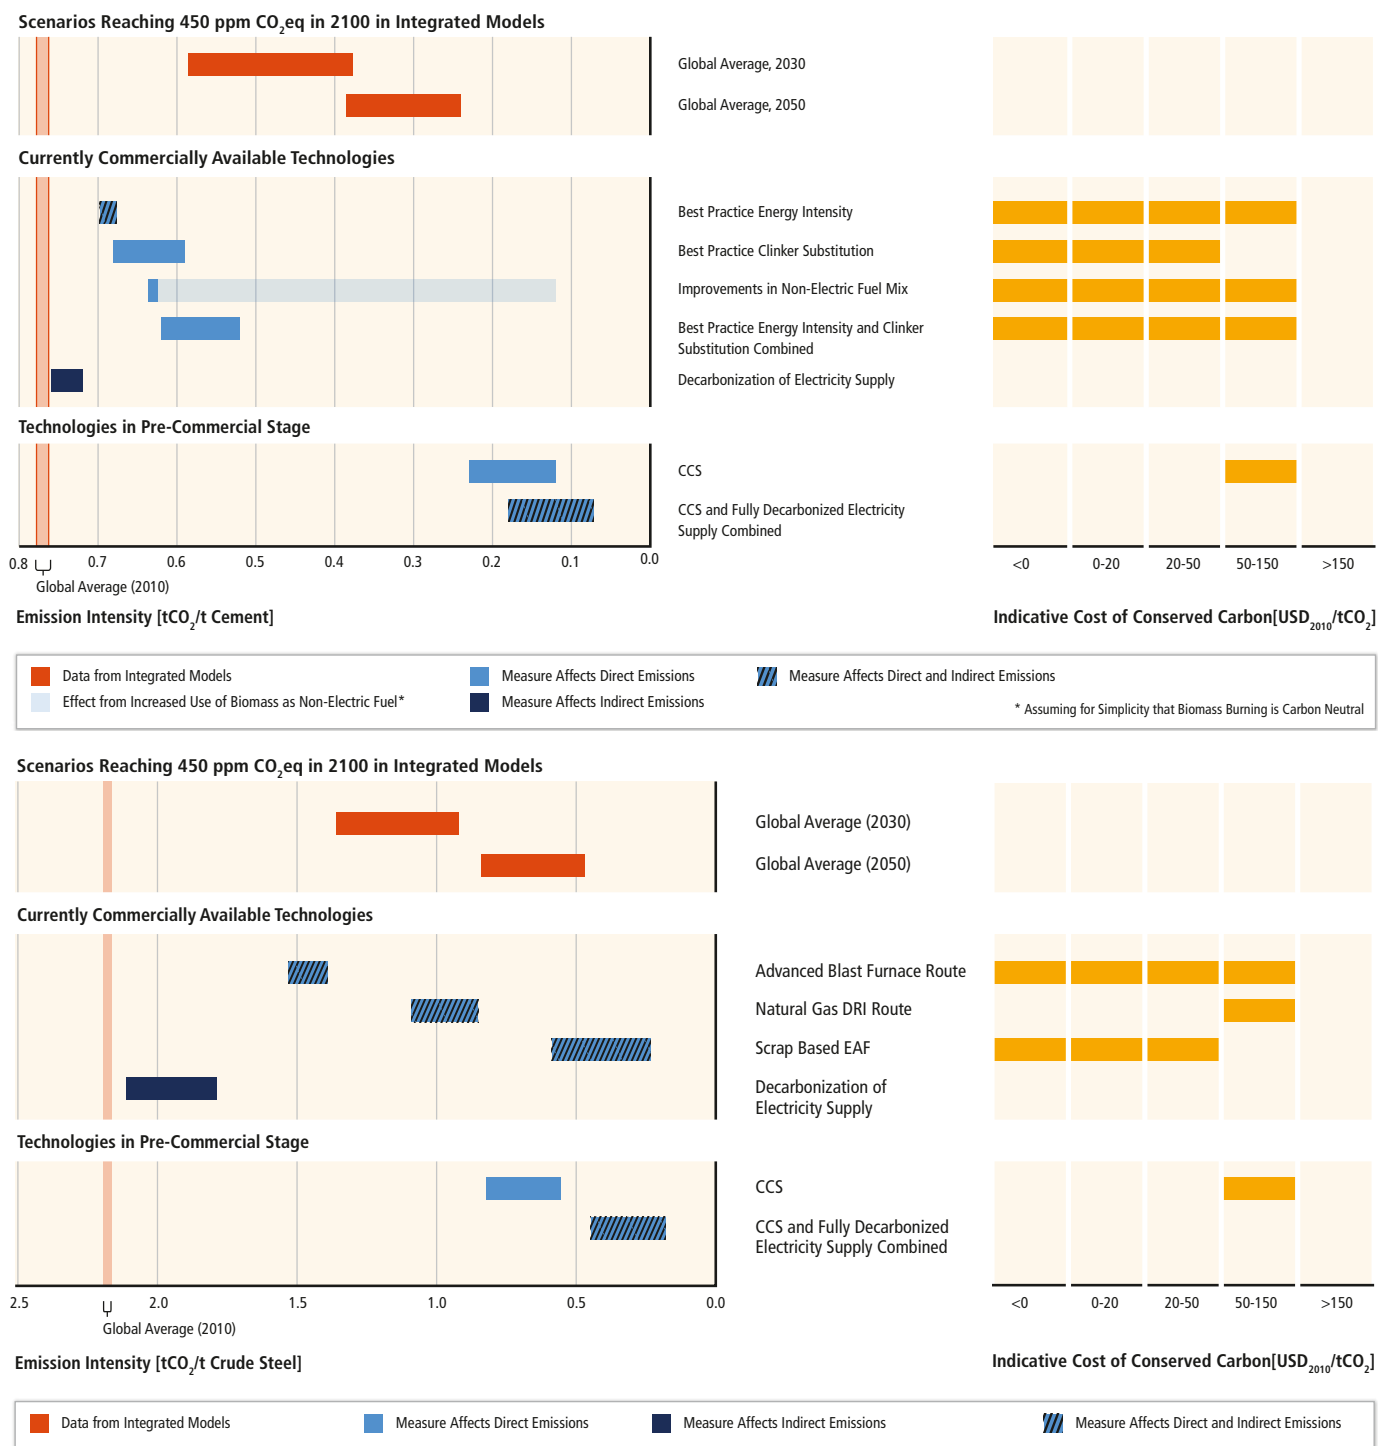 Scenarios Reaching 450 ppm CO2eq in 2100 in Integrated Models
Global Average, 2030
Global Average, 2050
Currently Commercially Available Technologies
Best Practice Energy Intensity
Best Practice Clinker Substitution
Improvements in Non-Electric Fuel Mix
Best Practice Energy Intensity and Clinker
Substitution Combined
Decarbonization of Electricity Supply
Technologies in Pre-Commercial Stage
CCS
CCS and Fully Decarbonized Electricity
Supply Combined
0.8 0.7 0.6 0.5 0.4 0.3 0.2 0.1 0.0 <0 0-20 20-50 50-150 >150
Global Average (2010)
Emission Intensity [tCO2/t Cement] Indicative Cost of Conserved Carbon[USD2010/tCO2]
Data from Integrated Models Measure Affects Direct Emissions Measure Affects Direct and Indirect Emissions
Effect from Increased Use of Biomass as Non-Electric Fuel* Measure Affects Indirect Emissions * Assuming for Simplicity that Biomass Burning is Carbon Neutral
Scenarios Reaching 450 ppm CO2eq in 2100 in Integrated Models
Global Average (2030)
Global Average (2050)
Currently Commercially Available Technologies
Advanced Blast Furnace Route
Natural Gas DRI Route
Scrap Based EAF
Decarbonization of
Electricity Supply
Technologies in Pre-Commercial Stage
CCS
CCS and Fully Decarbonized
Electricity Supply Combined
2.5 2.0 1.5 1.0 0.5 0.0 <0 0-20 20-50 50-150 >150
Global Average (2010)
Emission Intensity [tCO2/t Crude Steel] Indicative Cost of Conserved Carbon[USD2010/tCO2]
Data from Integrated Models Measure Affects Direct Emissions Measure Affects Indirect Emissions Measure Affects Direct and Indirect Emissions